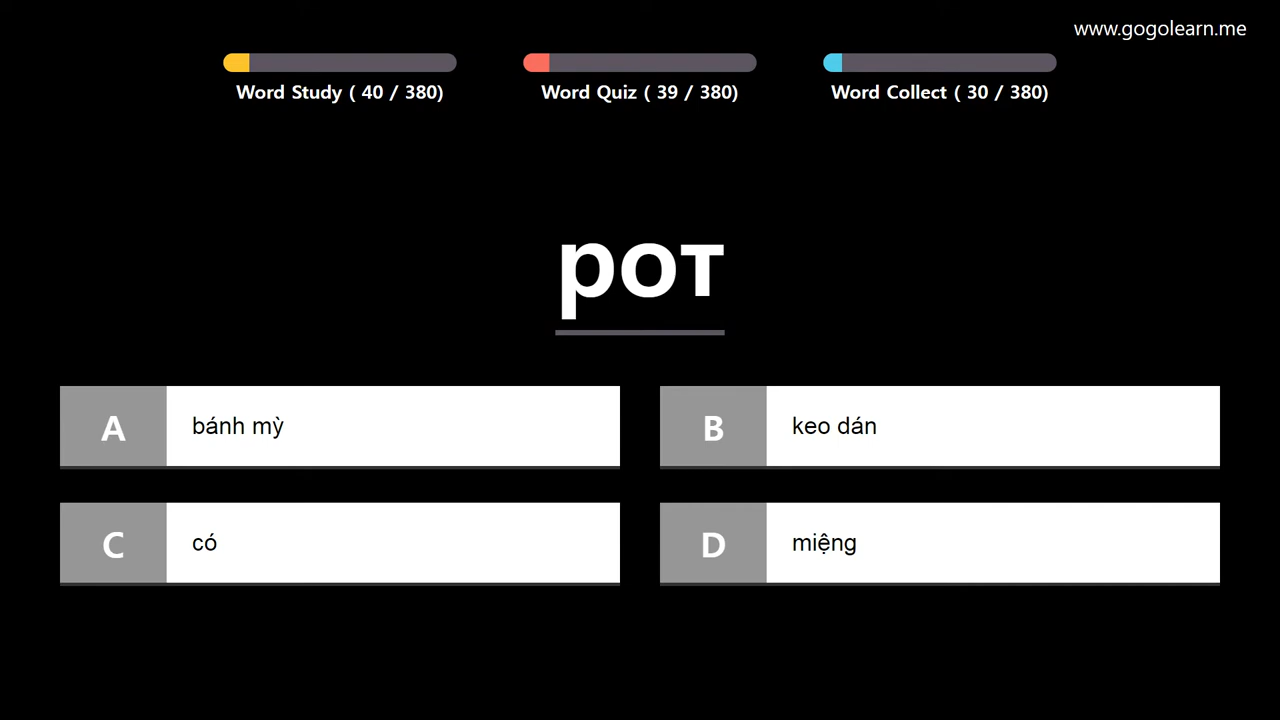 www.gogolearn.me
Word Study ( 40 / 380)
Word Quiz ( 39 / 380)
Word Collect ( 30 / 380)
рот
A bánh mỳ
B keo dán
C có
D miệng